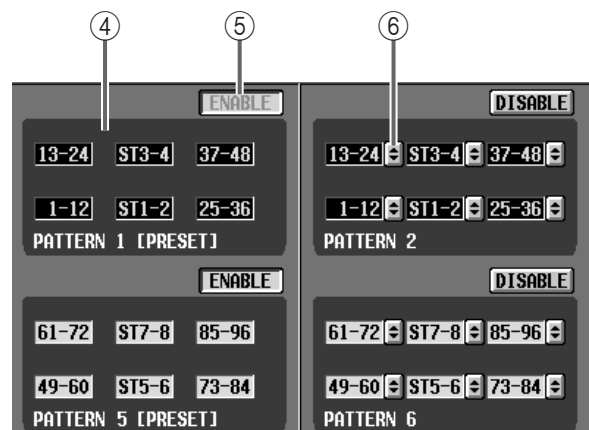 ④ ⑤ ⑥
ENABLE DISABLE
13-24 ST3-4 37-48 13-24 ST3-4 37-48
1-12 ST1-2 25-36 1-12 ST1-2 25-36
PATTERN 1 [PRESET] PATTERN 2
ENABLE DISABLE
61-72 ST7-8 85-96 61-72 ST7-8 85-96
49-60 ST5-6 73-84 49-60 ST5-6 73-84
PATTERN 5 [PRESET] PATTERN 6